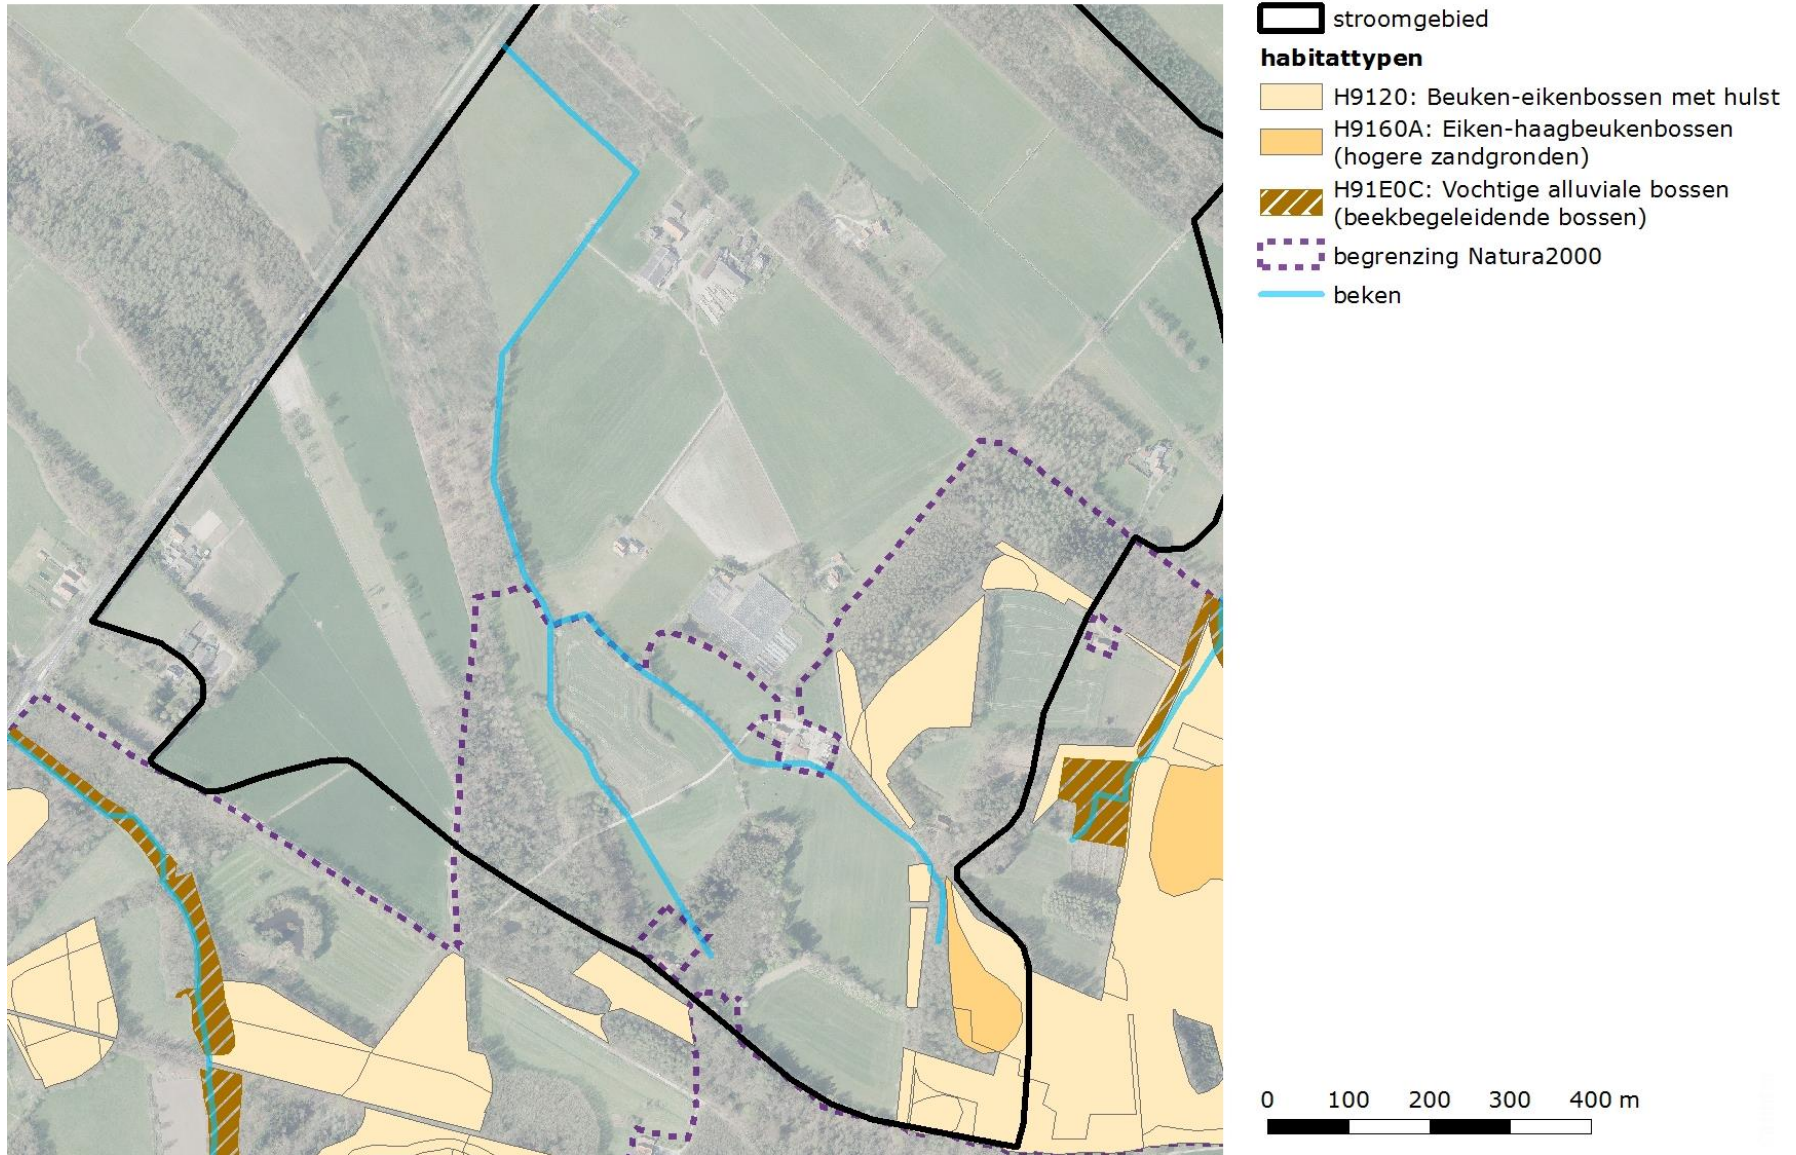 stroomgebied
habitattypen
H9120: Beuken-eikenbossen met hulst
H9160A: Eiken-haagbeukenbossen
(hogere zandgronden)
H91E0C: Vochtige alluviale bossen
(beekbegeleidende bossen)
begrenzing Natura2000
beken
0 100 200 300 400 m